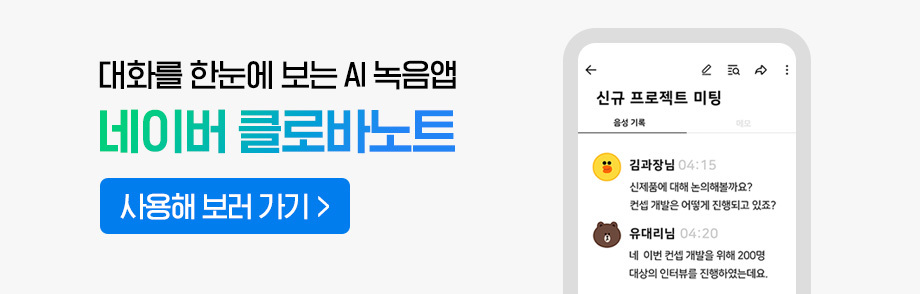 대화를 한눈에 보는 AI 녹음앱
네이버 클로바노트
사용해 보러 가기 >
신규 프로젝트 미팅
음성 기록 메모
김과장님 04:15
신제품에 대해 논의해볼까요?
컨셉 개발은 어떻게 진행되고 있죠?
유대리님 04:20
네 이번 컨셉 개발을 위해 200명
대상의 인터뷰를 진행하였는데요.